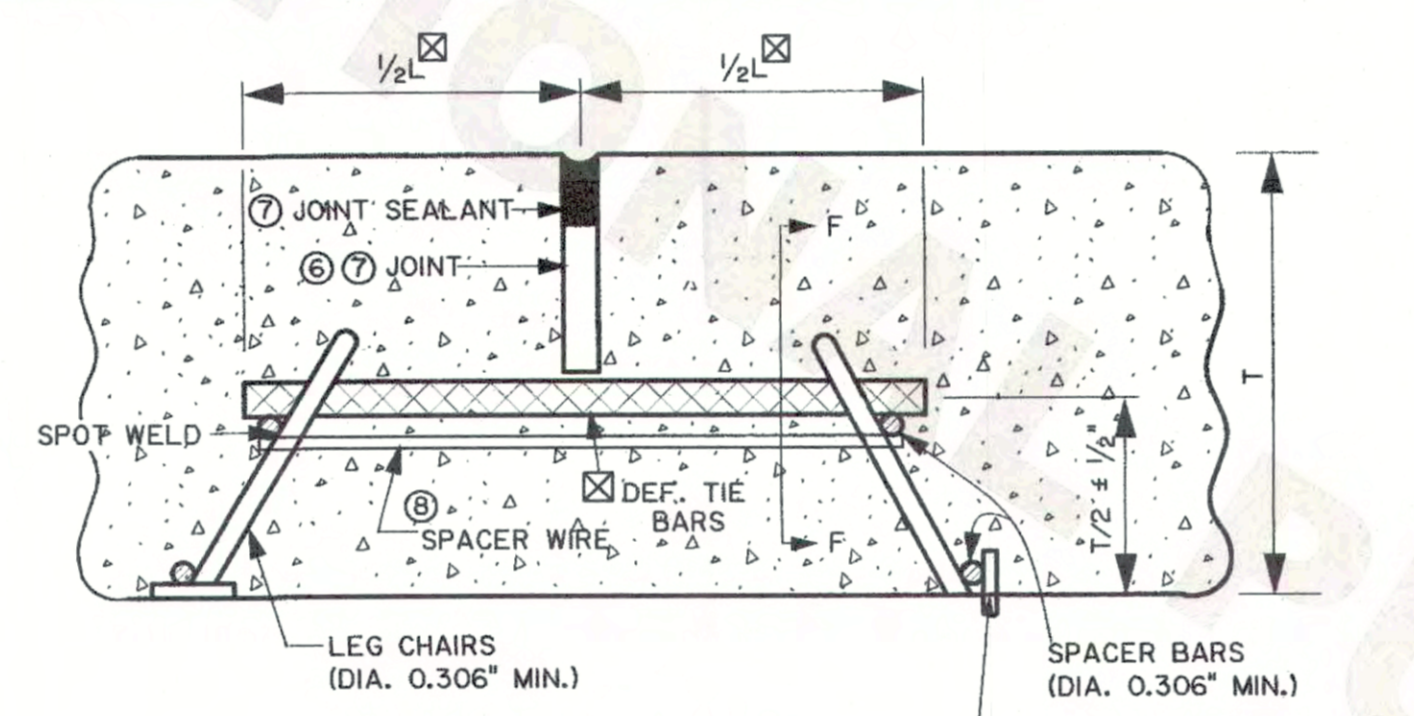 ½L☒ ½L☒
⑦ JOINT SEALANT
F
⑥ ⑦ JOINT
T
SPOT WELD
T/2 ± ½"
☒ DEF. TIE
BARS
⑧
SPACER WIRE
F
LEG CHAIRS
(DIA. 0.306" MIN.)
SPACER BARS
(DIA. 0.306" MIN.)